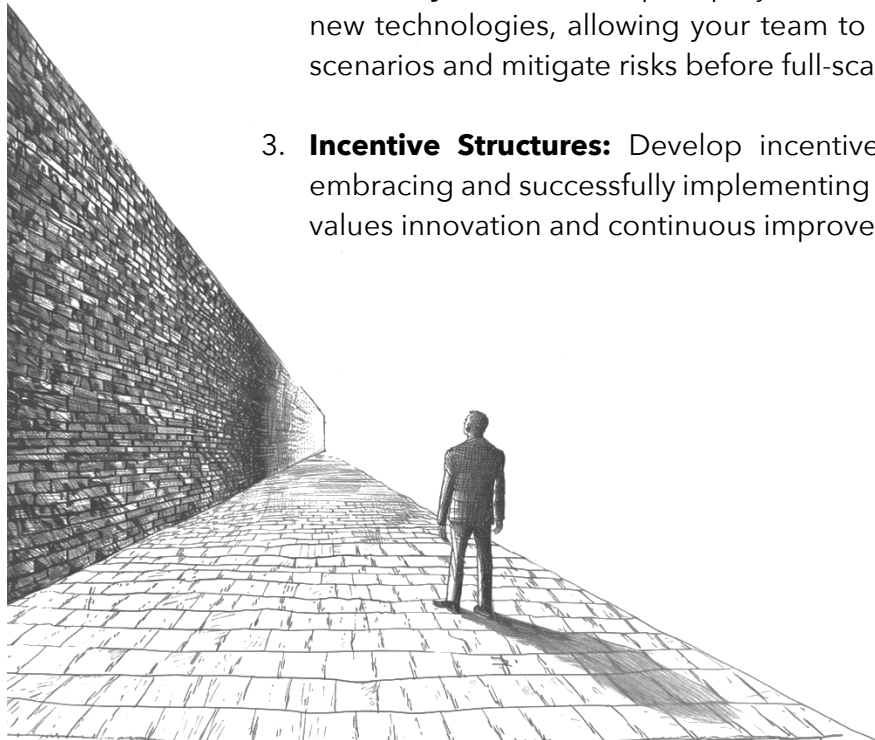 new technologies, allowing your team to
scenarios and mitigate risks before full-sca
3. Incentive Structures: Develop incentive
embracing and successfully implementing
values innovation and continuous improve